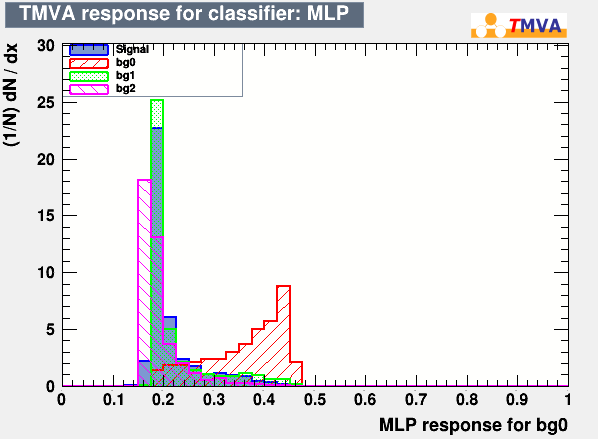 TMVA response for classifier: MLP
TMVA
(1/N) dN / dx
30
25
20
15
10
5
0
Signal
bg0
bg1
bg2
0 0.1 0.2 0.3 0.4 0.5 0.6 0.7 0.8 0.9 1
MLP response for bg0